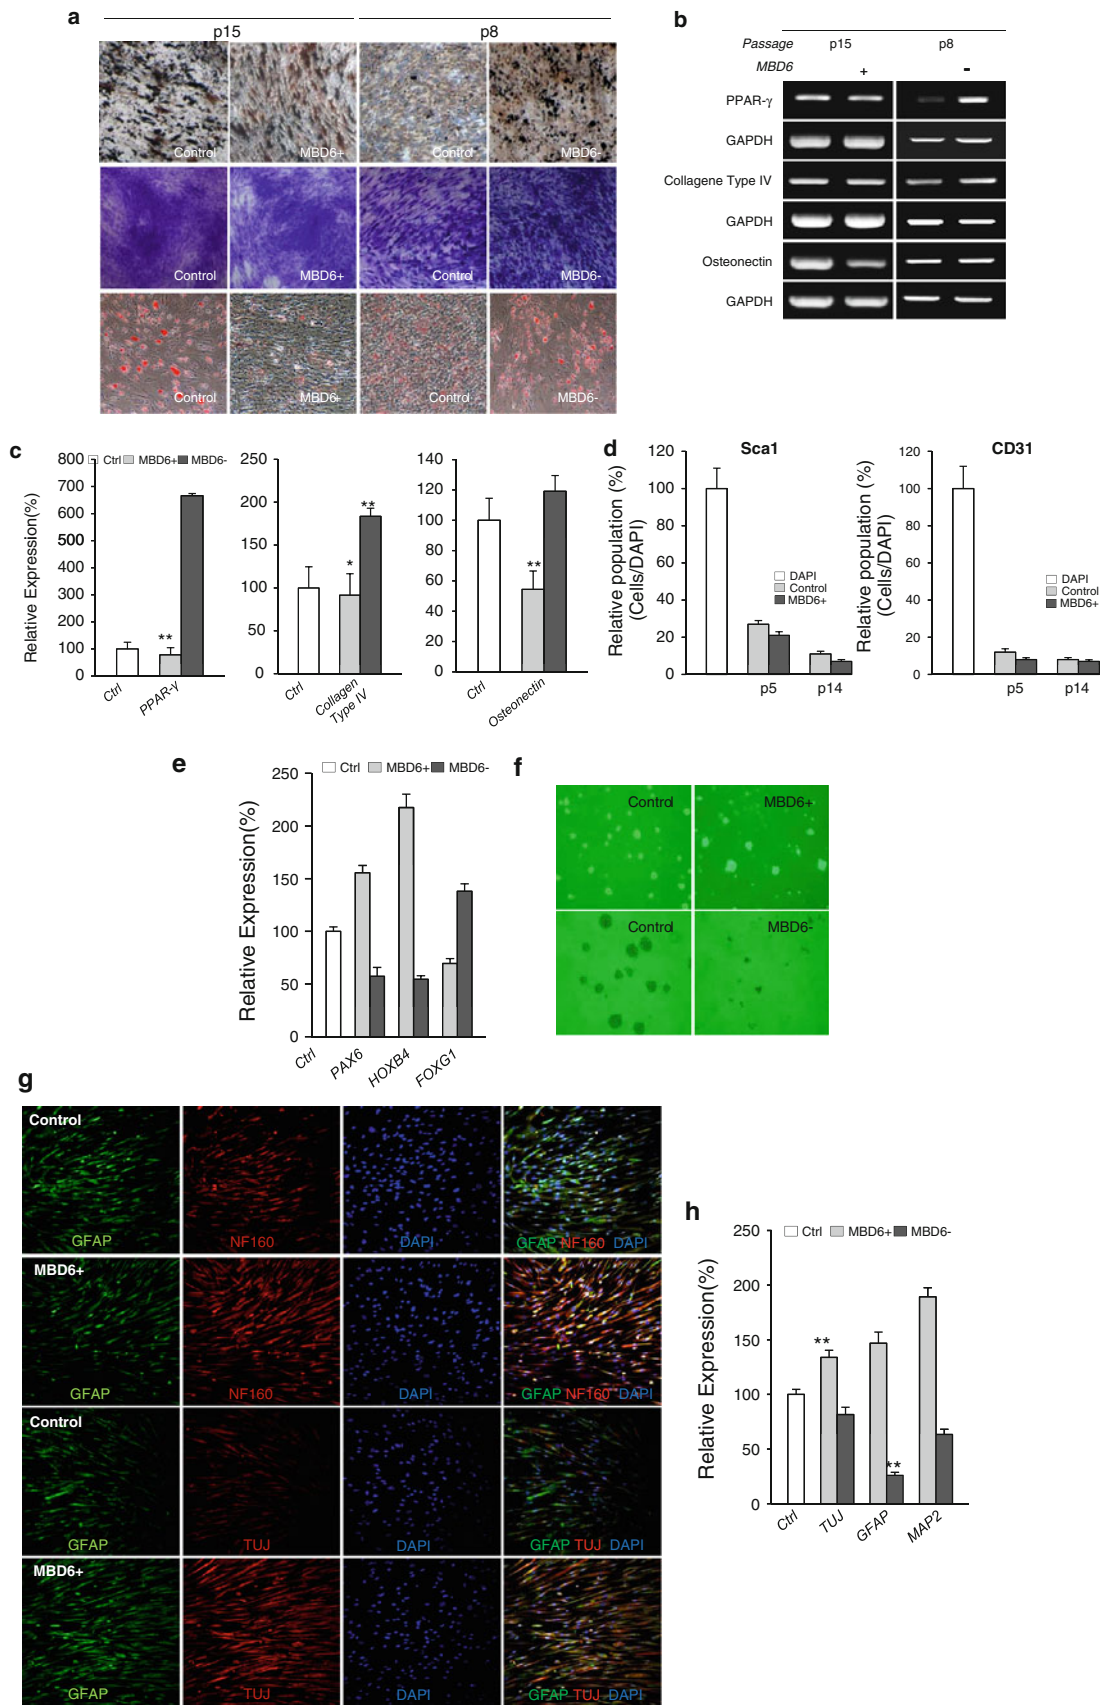 a
p15 p8
Control MBD6+ Control MBD6-
Control MBD6+ Control MBD6-
Control MBD6+ Control MBD6-
b
Passage p15 p8
MBD6 + -
PPAR-γ
GAPDH
Collagene Type IV
GAPDH
Osteonectin
GAPDH
c
Relative Expression(%)
Ctrl MBD6+ MBD6-
800
700
600
500
400
300
200
100
0
**
Ctrl
PPAR-γ
250
200
150
100
50
0
*
**
Ctrl
Collagen
Type IV
140
120
100
80
60
40
20
0
**
Ctrl
Osteonectin
d
Sca1
Relative population (%)
(Cells/DAPI)
120
100
80
60
40
20
0
DAPI
Control
MBD6+
p5 p14
CD31
Relative population (%)
(Cells/DAPI)
120
100
80
60
40
20
0
DAPI
Control
MBD6+
p5 p14
e
Relative Expression(%)
Ctrl MBD6+ MBD6-
250
200
150
100
50
0
Ctrl
PAX6
HOXB4
FOXG1
f
Control MBD6+
Control MBD6-
g
Control
GFAP NF160 DAPI GFAP NF160 DAPI
MBD6+
GFAP NF160 DAPI GFAP NF160 DAPI
Control
GFAP TUJ DAPI GFAP TUJ DAPI
MBD6+
GFAP TUJ DAPI GFAP TUJ DAPI
h
Relative Expression(%)
Ctrl MBD6+ MBD6-
250
200
150
100
50
0
**
**
Ctrl
TUJ
GFAP
MAP2